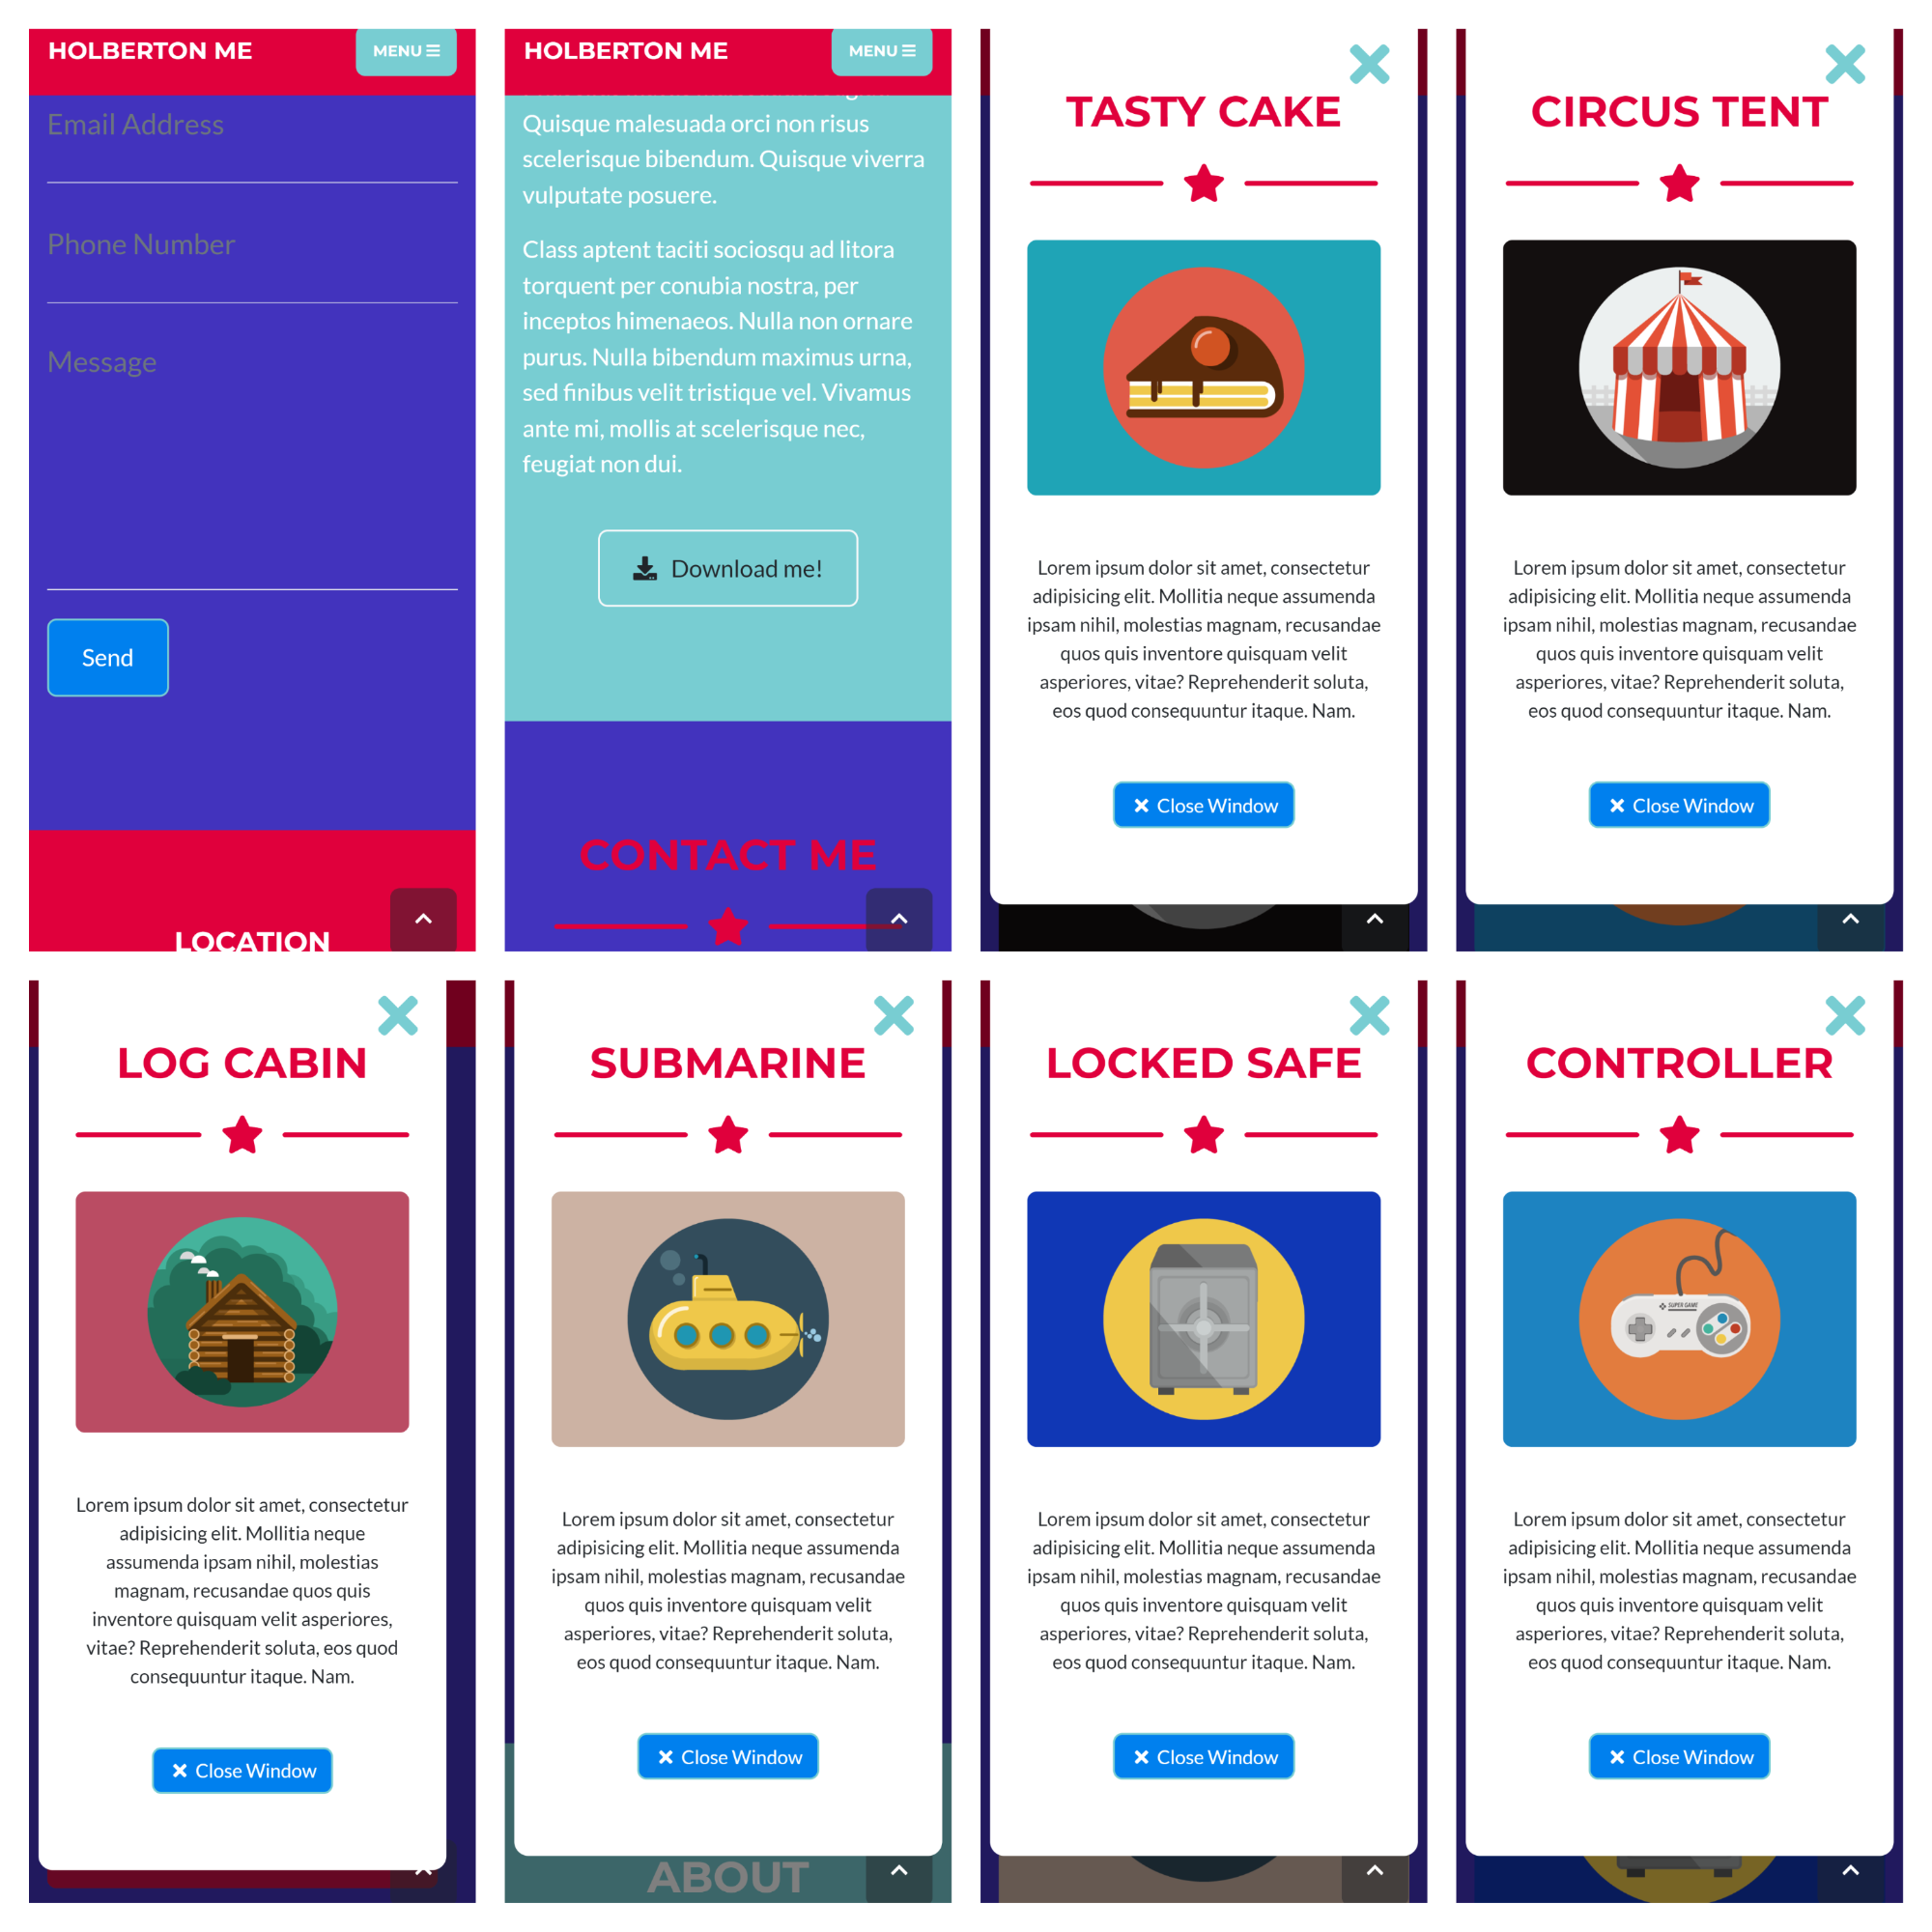 HOLBERTON ME
MENU
Email Address
Phone Number
Message
Send
LOCATION
HOLBERTON ME
MENU
Quisque malesuada orci non risus
scelerisque bibendum. Quisque viverra
vulputate posuere.
Class aptent taciti sociosqu ad litora
torquent per conubia nostra, per
inceptos himenaeos. Nulla non ornare
purus. Nulla bibendum maximus urna,
sed finibus velit tristique vel. Vivamus
ante mi, mollis at scelerisque nec,
feugiat non dui.
Download me!
CONTACT ME
TASTY CAKE
Lorem ipsum dolor sit amet, consectetur
adipisicing elit. Mollitia neque assumenda
ipsam nihil, molestias magnam, recusandae
quos quis inventore quisquam velit
asperiores, vitae? Reprehenderit soluta,
eos quod consequuntur itaque. Nam.
Close Window
CIRCUS TENT
Lorem ipsum dolor sit amet, consectetur
adipisicing elit. Mollitia neque assumenda
ipsam nihil, molestias magnam, recusandae
quos quis inventore quisquam velit
asperiores, vitae? Reprehenderit soluta,
eos quod consequuntur itaque. Nam.
Close Window
LOG CABIN
Lorem ipsum dolor sit amet, consectetur
adipisicing elit. Mollitia neque
assumenda ipsam nihil, molestias
magnam, recusandae quos quis
inventore quisquam velit asperiores,
vitae? Reprehenderit soluta, eos quod
consequuntur itaque. Nam.
Close Window
SUBMARINE
Lorem ipsum dolor sit amet, consectetur
adipisicing elit. Mollitia neque assumenda
ipsam nihil, molestias magnam, recusandae
quos quis inventore quisquam velit
asperiores, vitae? Reprehenderit soluta,
eos quod consequuntur itaque. Nam.
Close Window
ABOUT
LOCKED SAFE
Lorem ipsum dolor sit amet, consectetur
adipisicing elit. Mollitia neque assumenda
ipsam nihil, molestias magnam, recusandae
quos quis inventore quisquam velit
asperiores, vitae? Reprehenderit soluta,
eos quod consequuntur itaque. Nam.
Close Window
CONTROLLER
SUPER GAME
Lorem ipsum dolor sit amet, consectetur
adipisicing elit. Mollitia neque assumenda
ipsam nihil, molestias magnam, recusandae
quos quis inventore quisquam velit
asperiores, vitae? Reprehenderit soluta,
eos quod consequuntur itaque. Nam.
Close Window